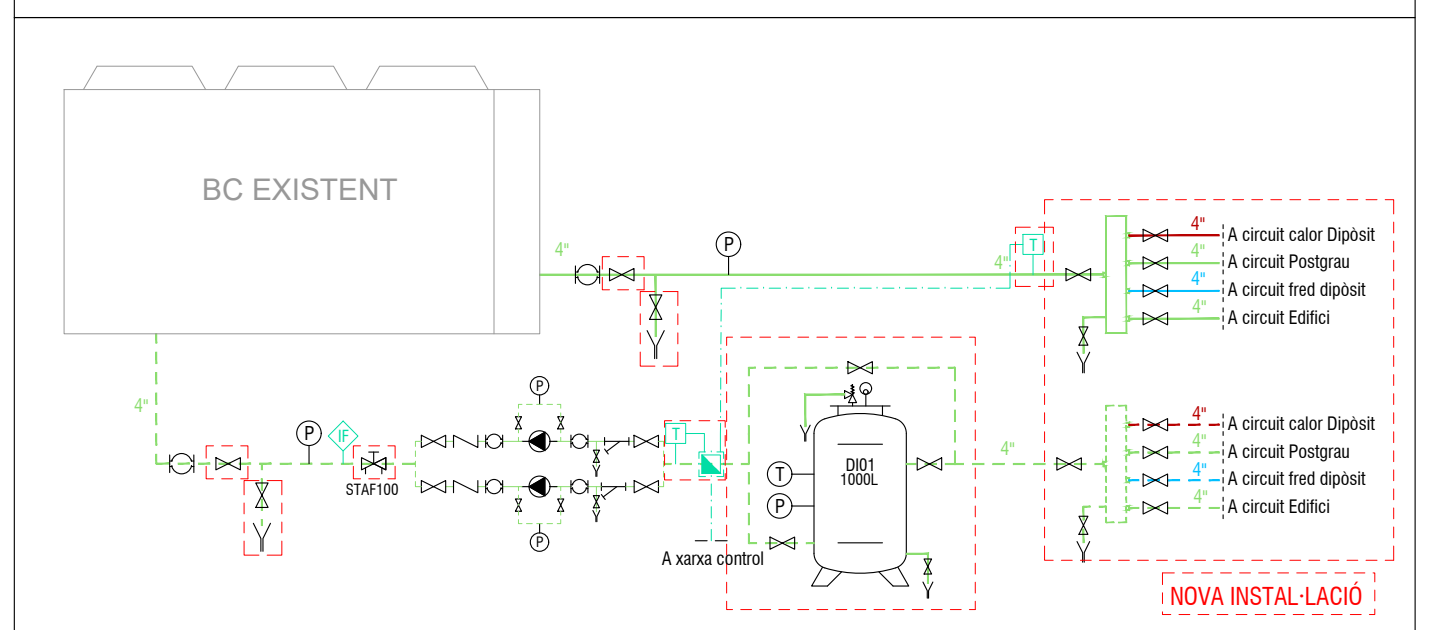 BC EXISTENT
4"
P
4"
T
4"
A circuit calor Dipòsit
4"
A circuit Postgrau
4"
A circuit fred dipòsit
4"
A circuit Edifici
4"
P
IF
STAF100
P
P
T
A xarxa control
T
P
DI01
1000L
4"
4"
A circuit calor Dipòsit
4"
A circuit Postgrau
4"
A circuit fred dipòsit
4"
A circuit Edifici
NOVA INSTAL·LACIÓ